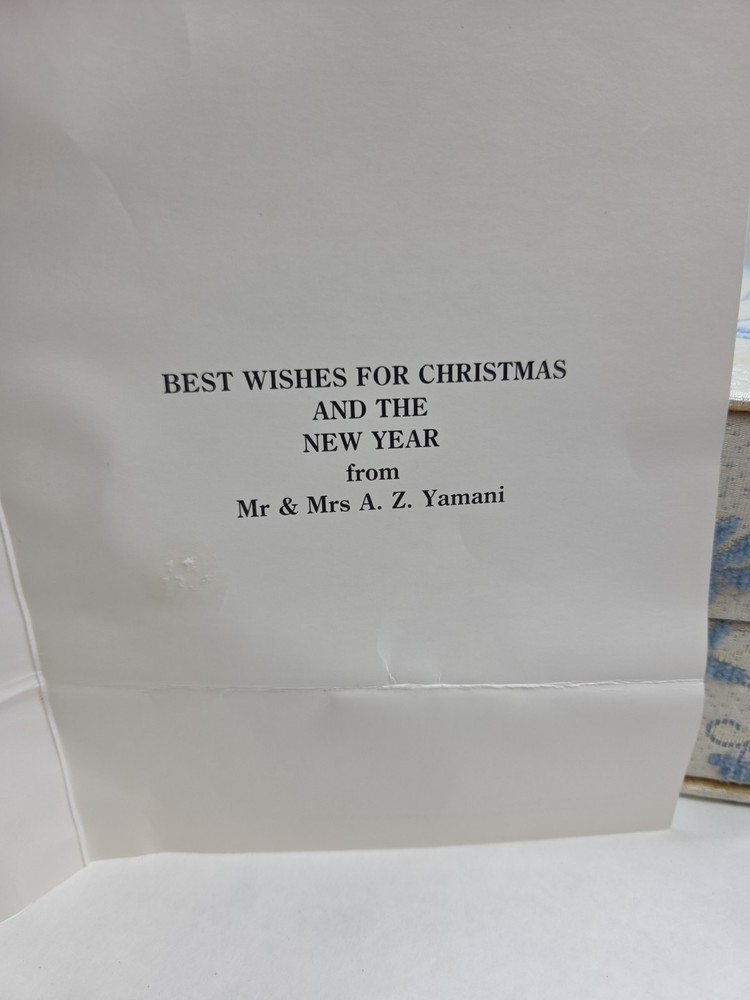 BEST WISHES FOR CHRISTMAS
AND THE
NEW YEAR
from
Mr & Mrs A. Z. Yamani